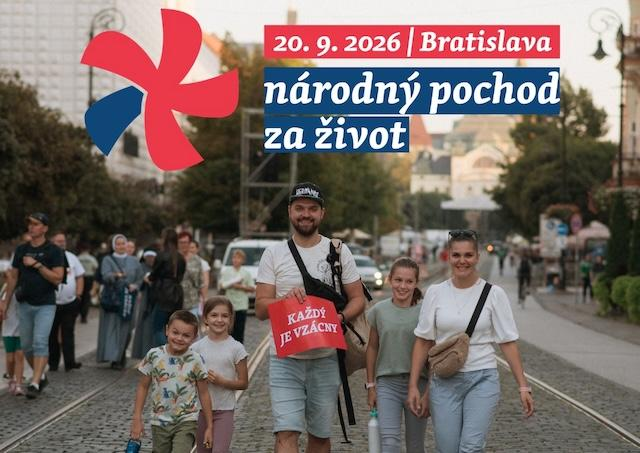 20. 9. 2026 | Bratislava
národný pochod
za život
KAŽDÝ
JE VZÁCNY